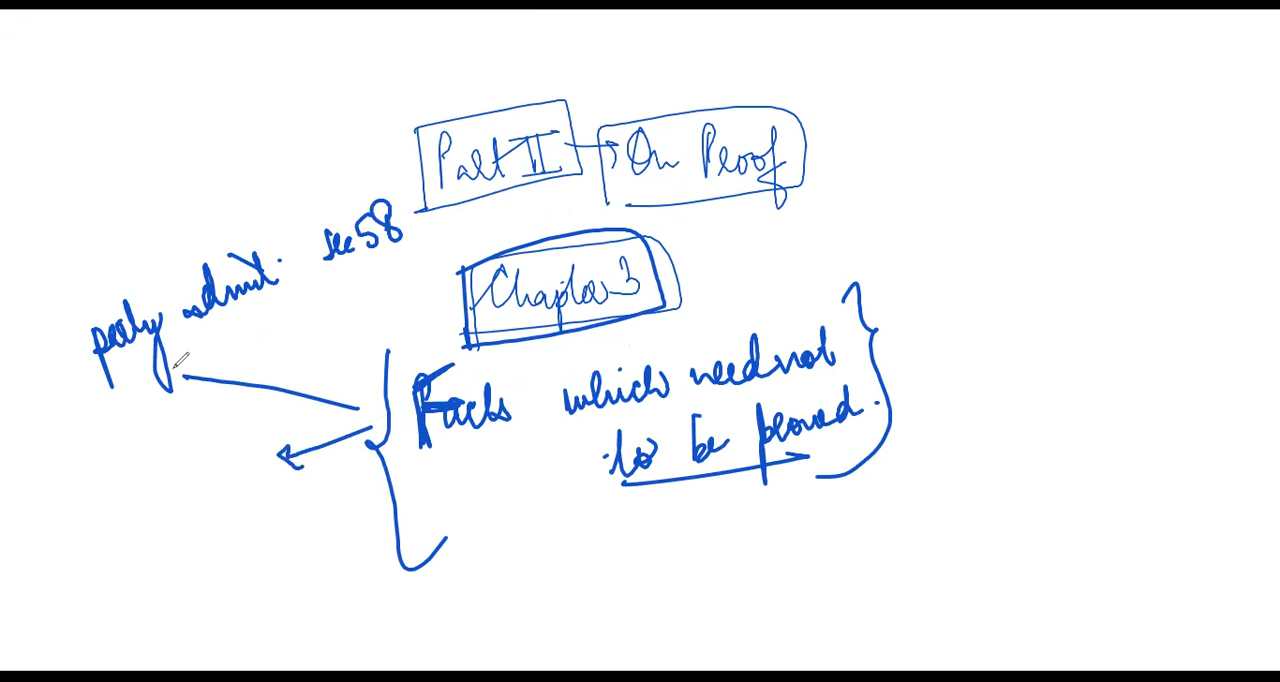 Part II → On Proof
sec 58
party admit.
Chapter 3
Facts which need not
to be proved.